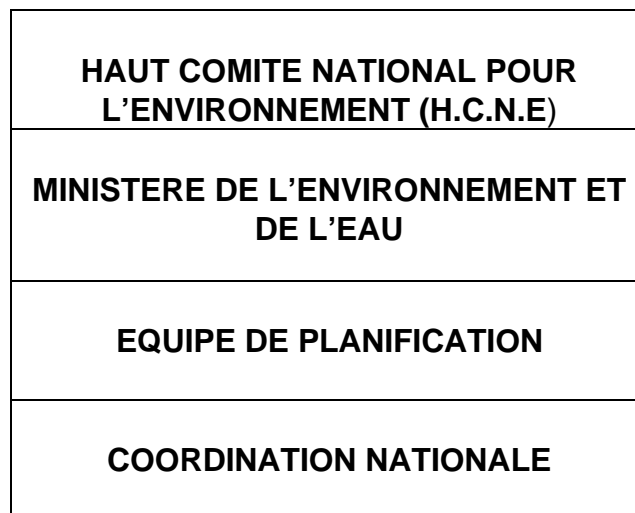 HAUT COMITE NATIONAL POUR
L’ENVIRONNEMENT (H.C.N.E)
MINISTERE DE L’ENVIRONNEMENT ET
DE L’EAU
EQUIPE DE PLANIFICATION
COORDINATION NATIONALE